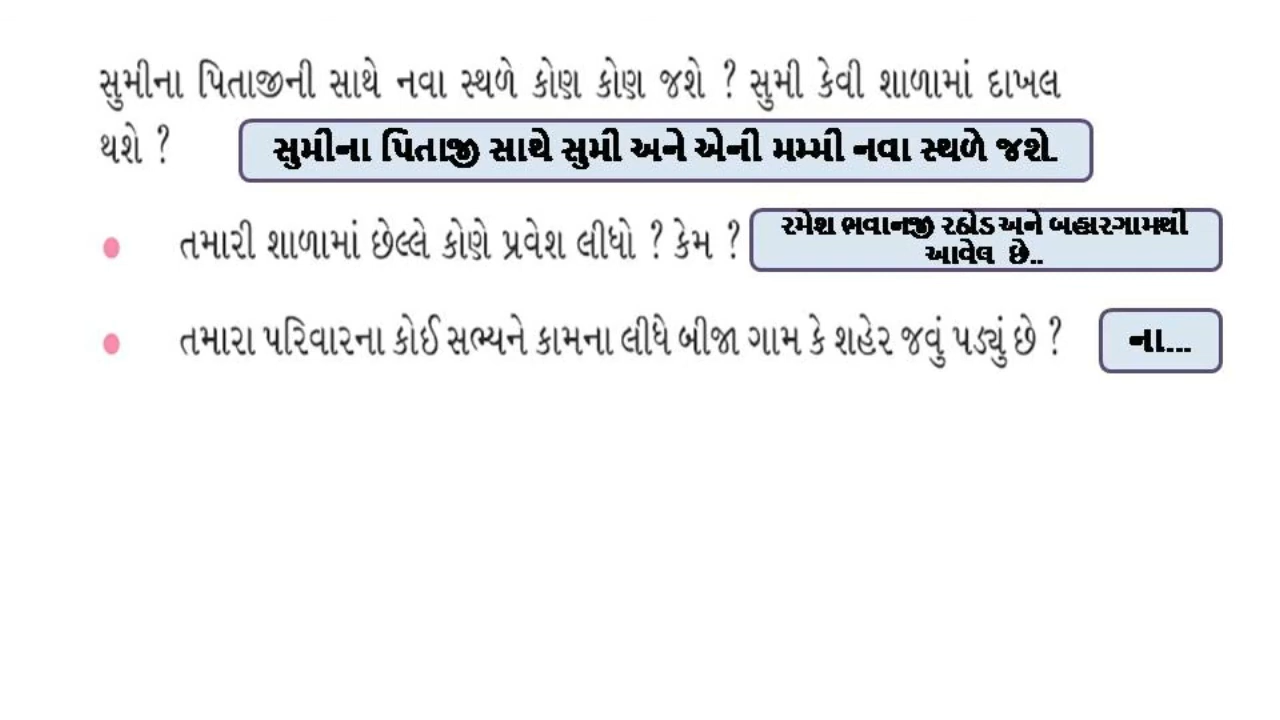 સુમીના પિતાજીની સાથે નવા સ્થળે કોણ કોણ જશે ? સુમી કેવી શાળામાં દાખલ
થશે ? સુમીના પિતાજી સાથે સુમી અને એની મમ્મી નવા સ્થળે જશે.
• તમારી શાળામાં છેલ્લે કોણે પ્રવેશ લીધો ? કેમ ? રમેશ ભવાનજી રઠોડ અને બહારગામથી
આવેલ છે..
• તમારા પરિવારના કોઈ સભ્યને કામના લીધે બીજા ગામ કે શહેર જવું પડ્યું છે ? ના...